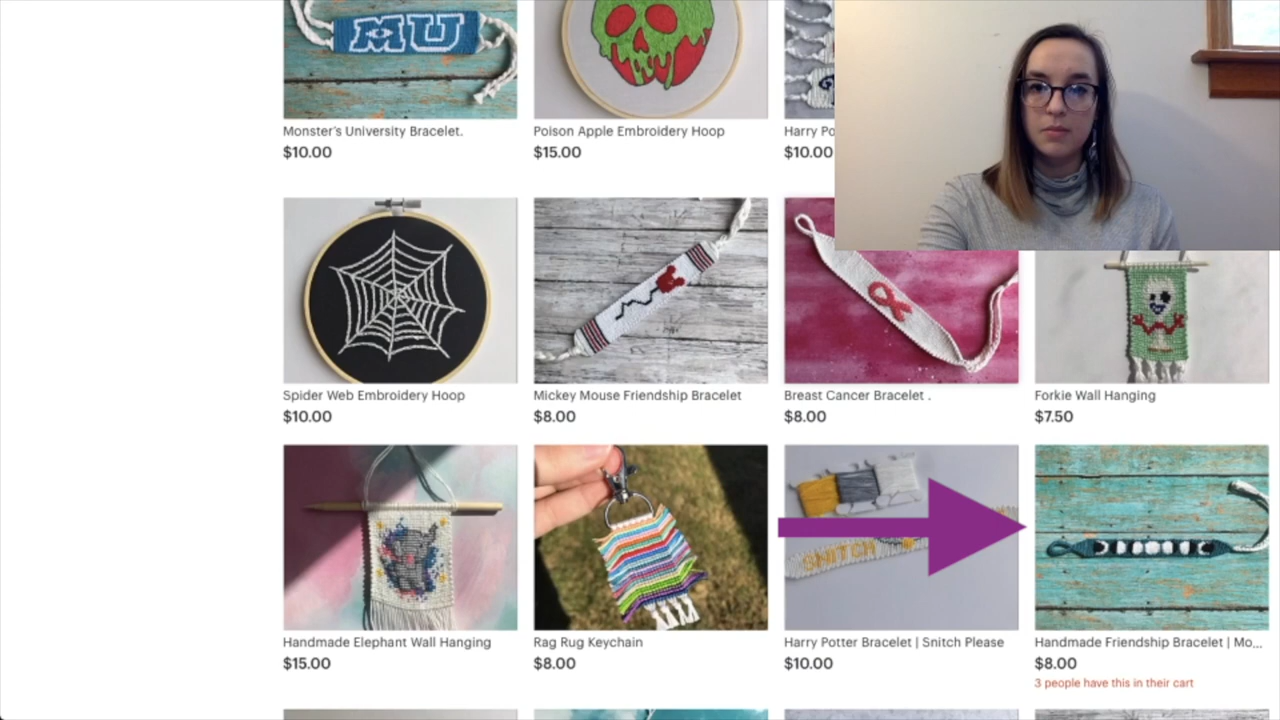 MU
Monster's University Bracelet.
$10.00
Poison Apple Embroidery Hoop
$15.00
Harry Po
$10.00
Spider Web Embroidery Hoop
$10.00
Mickey Mouse Friendship Bracelet
$8.00
Breast Cancer Bracelet .
$8.00
Forkie Wall Hanging
$7.50
SNITCH
Handmade Elephant Wall Hanging
$15.00
Rag Rug Keychain
$8.00
Harry Potter Bracelet | Snitch Please
$10.00
Handmade Friendship Bracelet | Mo...
$8.00
3 people have this in their cart